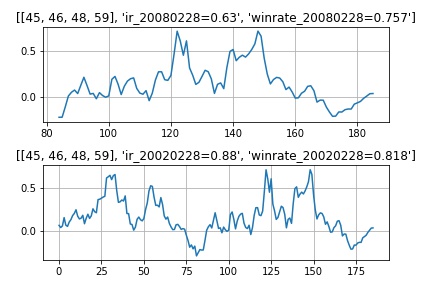 [[45, 46, 48, 59], 'ir_20080228=0.63', 'winrate_20080228=0.757']
0.5
0.0
80 100 120 140 160 180
[[45, 46, 48, 59], 'ir_20020228=0.88', 'winrate_20020228=0.818']
0.5
0.0
0 25 50 75 100 125 150 175